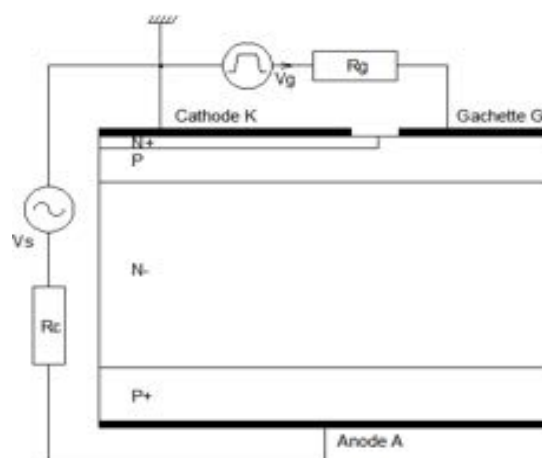 Rg
Vg
Cathode K
Gachette G
N+
P
Vs
N-
Rc
P+
Anode A